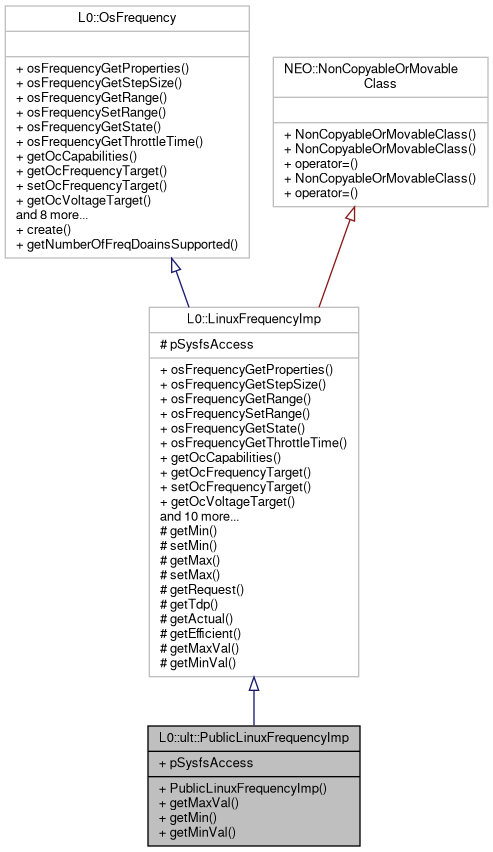 L0::OsFrequency
+ osFrequencyGetProperties()
+ osFrequencyGetStepSize()
+ osFrequencyGetRange()
+ osFrequencySetRange()
+ osFrequencyGetState()
+ osFrequencyGetThrottleTime()
+ getOcCapabilities()
+ getOcFrequencyTarget()
+ setOcFrequencyTarget()
+ getOcVoltageTarget()
and 8 more...
+ create()
+ getNumberOfFreqDoainsSupported()
NEO::NonCopyableOrMovable
Class
+ NonCopyableOrMovableClass()
+ NonCopyableOrMovableClass()
+ operator=()
+ NonCopyableOrMovableClass()
+ operator=()
L0::LinuxFrequencyImp
# pSysfsAccess
+ osFrequencyGetProperties()
+ osFrequencyGetStepSize()
+ osFrequencyGetRange()
+ osFrequencySetRange()
+ osFrequencyGetState()
+ osFrequencyGetThrottleTime()
+ getOcCapabilities()
+ getOcFrequencyTarget()
+ setOcFrequencyTarget()
+ getOcVoltageTarget()
and 10 more...
# getMin()
# setMin()
# getMax()
# setMax()
# getRequest()
# getTdp()
# getActual()
# getEfficient()
# getMaxVal()
# getMinVal()
L0::ult::PublicLinuxFrequencyImp
+ pSysfsAccess
+ PublicLinuxFrequencyImp()
+ getMaxVal()
+ getMin()
+ getMinVal()